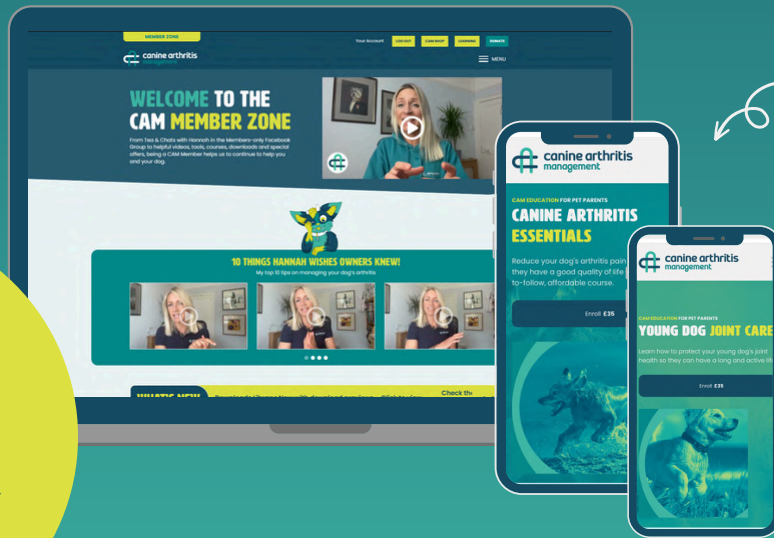 MEMBER ZONE
Your Account
LOG OUT
CAM SHOP
LEARNING
DONATE
canine arthritis
management
MENU
WELCOME TO THE
CAM MEMBER ZONE
From Tea & Chats with Hannah in the Members-only Facebook
Group to helpful videos, tools, courses, downloads and special
offers, being a CAM Member helps us to continue to help you
and your dog.
10 THINGS HANNAH WISHES OWNERS KNEW!
My top 10 tips on managing your dog's arthritis
WHAT'S NEW
Check the
canine arthritis
management
CAM EDUCATION FOR PET PARENTS
CANINE ARTHRITIS
ESSENTIALS
Reduce your dog's arthritis pain
they have a good quality of life
to-follow, affordable course.
Enroll £35
canine arthritis
management
CAM EDUCATION FOR PET PARENTS
YOUNG DOG JOINT CARE
Learn how to protect your young dog's joint
health so they can have a long and active
Enroll £35